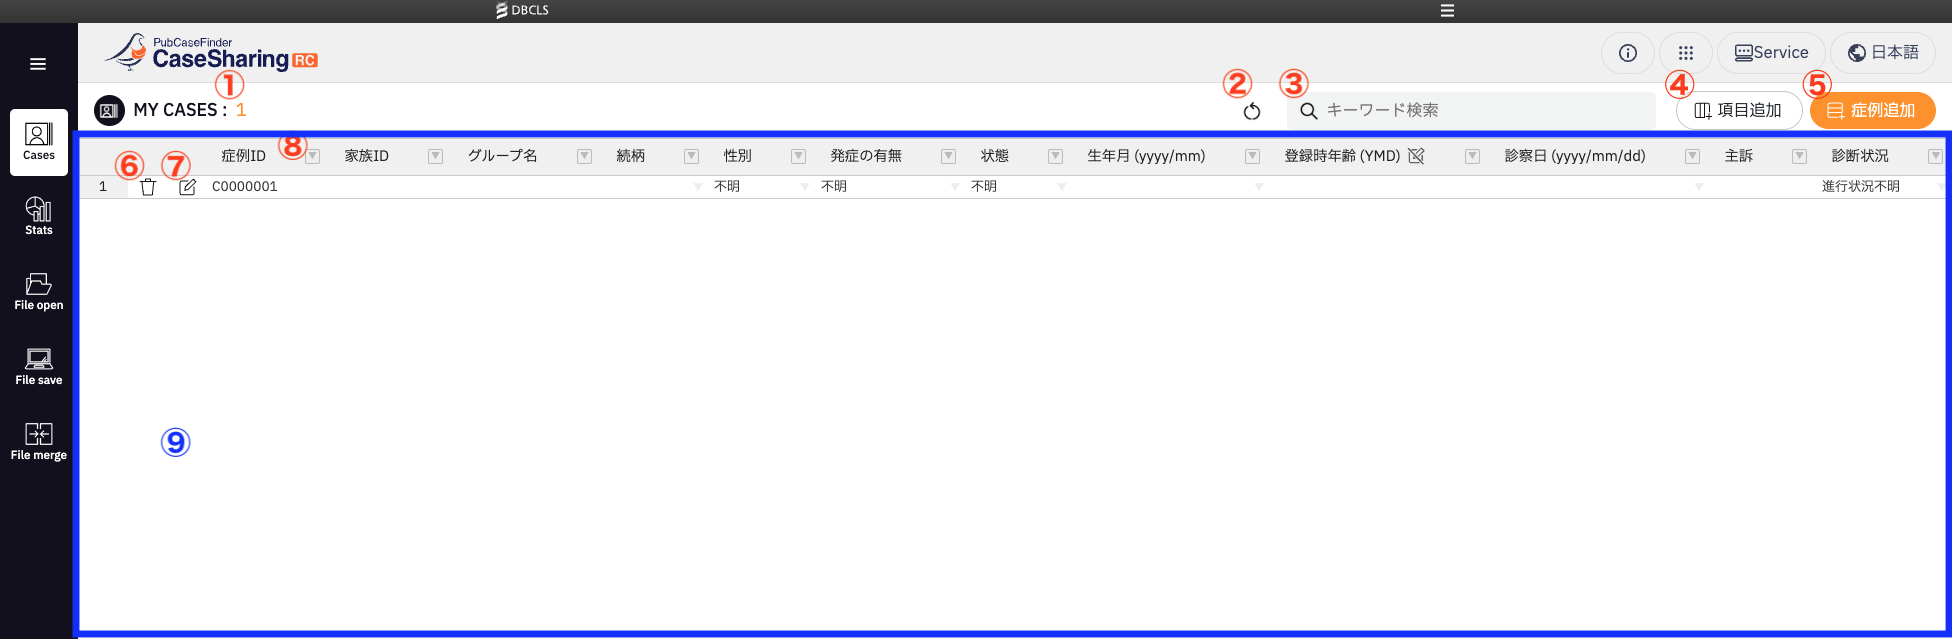 DBCLS
PubCaseFinder
CaseSharing RC
Service
日本語
① ② ③ ④ ⑤
MY CASES : 1
キーワード検索
項目追加
症例追加
Cases
Stats
File open
File save
File merge
⑥ ⑦ ⑧
症例ID 家族ID グループ名 続柄 性別 発症の有無 状態 生年月 (yyyy/mm) 登録時年齢 (YMD) 診察日 (yyyy/mm/dd) 主訴 診断状況
1 C0000001 不明 不明 不明 進行状況不明
⑨